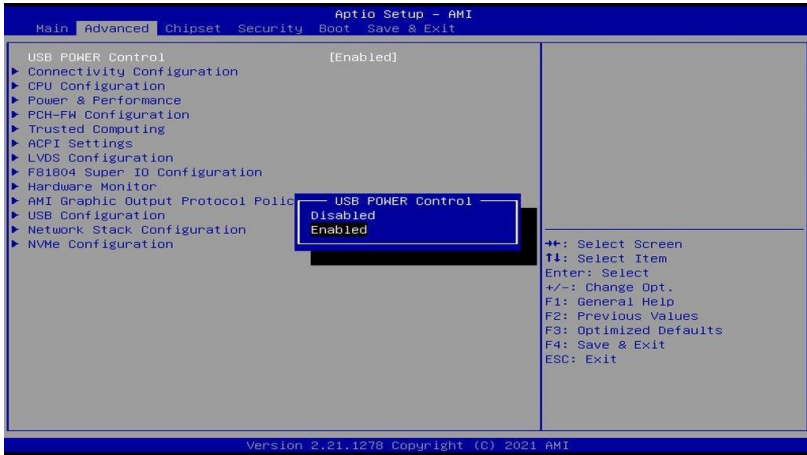 Aptio Setup – AMI
Main Advanced Chipset Security Boot Save & Exit
USB POWER Control [Enabled]
Connectivity Configuration
CPU Configuration
Power & Performance
PCH-FW Configuration
Trusted Computing
ACPI Settings
LVDS Configuration
F81804 Super IO Configuration
Hardware Monitor
AMI Graphic Output Protocol Polic
USB Configuration
Network Stack Configuration
NVMe Configuration
USB POWER Control
Disabled
Enabled
→←: Select Screen
↑↓: Select Item
Enter: Select
+/-: Change Opt.
F1: General Help
F2: Previous Values
F3: Optimized Defaults
F4: Save & Exit
ESC: Exit
Version 2.21.1278 Copyright (C) 2021 AMI